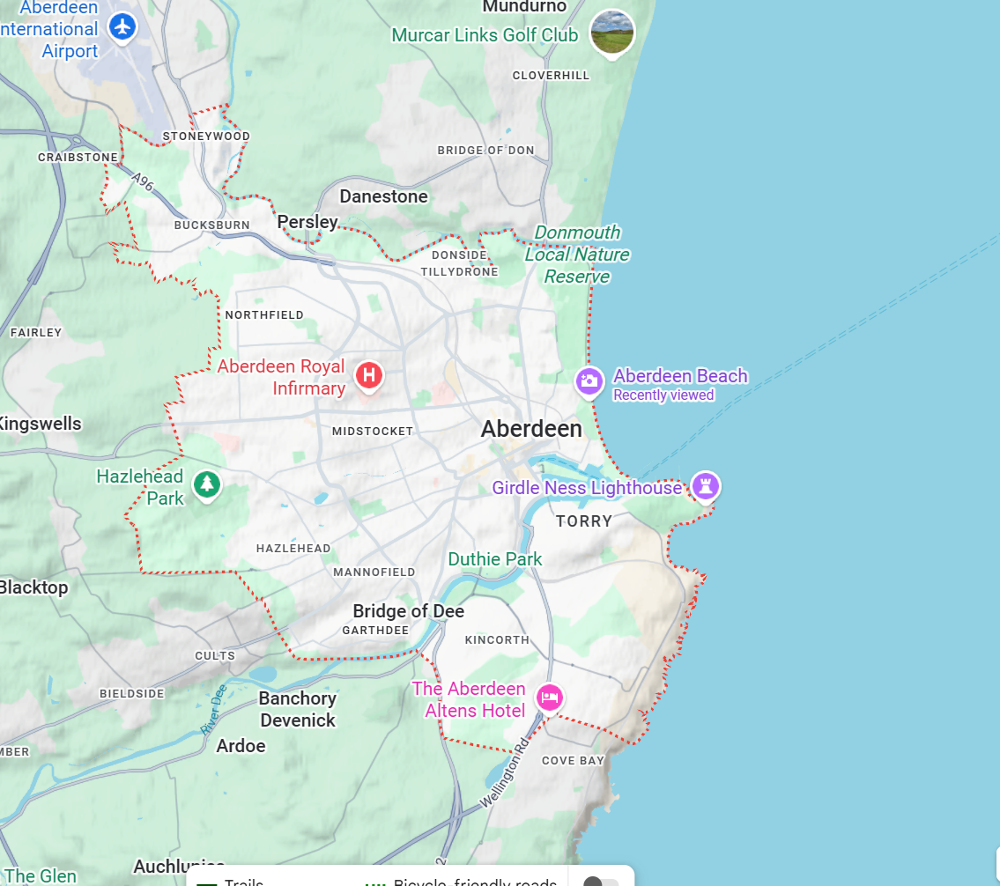 Aberdeen
nternational
Airport
Mundurno
Murcar Links Golf Club
CLOVERHILL
STONEYWOOD
CRAIBSTONE
BRIDGE OF DON
A96
Danestone
BUCKSBURN
Persley
Donmouth
Local Nature
Reserve
DONSIDE
TILLYDRONE
NORTHFIELD
FAIRLEY
Aberdeen Royal
Infirmary
Aberdeen Beach
Recently viewed
Kingswells
MIDSTOCKET
Aberdeen
Hazlehead
Park
Girdle Ness Lighthouse
TORRY
HAZLEHEAD
Duthie Park
MANNOFIELD
Blacktop
Bridge of Dee
GARTHDEE
KINCORTH
CULTS
BIELDSIDE
The Aberdeen
Altens Hotel
Banchory
Devenick
River Dee
Ardoe
MBER
COVE BAY
Wellington Rd
2
The Glen
Trails
Bicycle-friendly roads